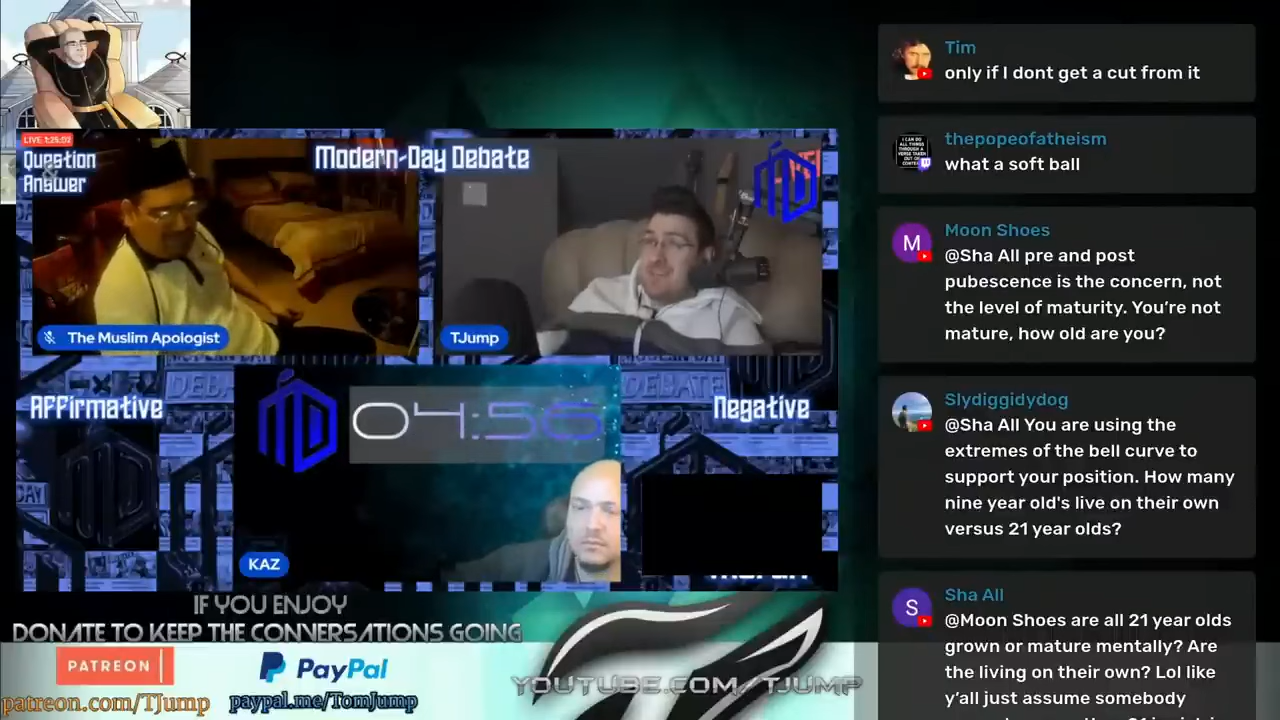 LIVE 1:25:02
Question
&
Answer
Modern-Day Debate
The Muslim Apologist
TJump
Affirmative
04:56
Negative
KAZ
IF YOU ENJOY
DONATE TO KEEP THE CONVERSATIONS GOING
PATREON
PayPal
patreon.com/TJump
paypal.me/TomJump
YOUTUBE.COM/TJUMP
Tim
only if I dont get a cut from it
thepopeofatheism
what a soft ball
M
Moon Shoes
@Sha All pre and post
pubescence is the concern, not
the level of maturity. You’re not
mature, how old are you?
Slydiggidydog
@Sha All You are using the
extremes of the bell curve to
support your position. How many
nine year old's live on their own
versus 21 year olds?
S
Sha All
@Moon Shoes are all 21 year olds
grown or mature mentally? Are
the living on their own? Lol like
y’all just assume somebody